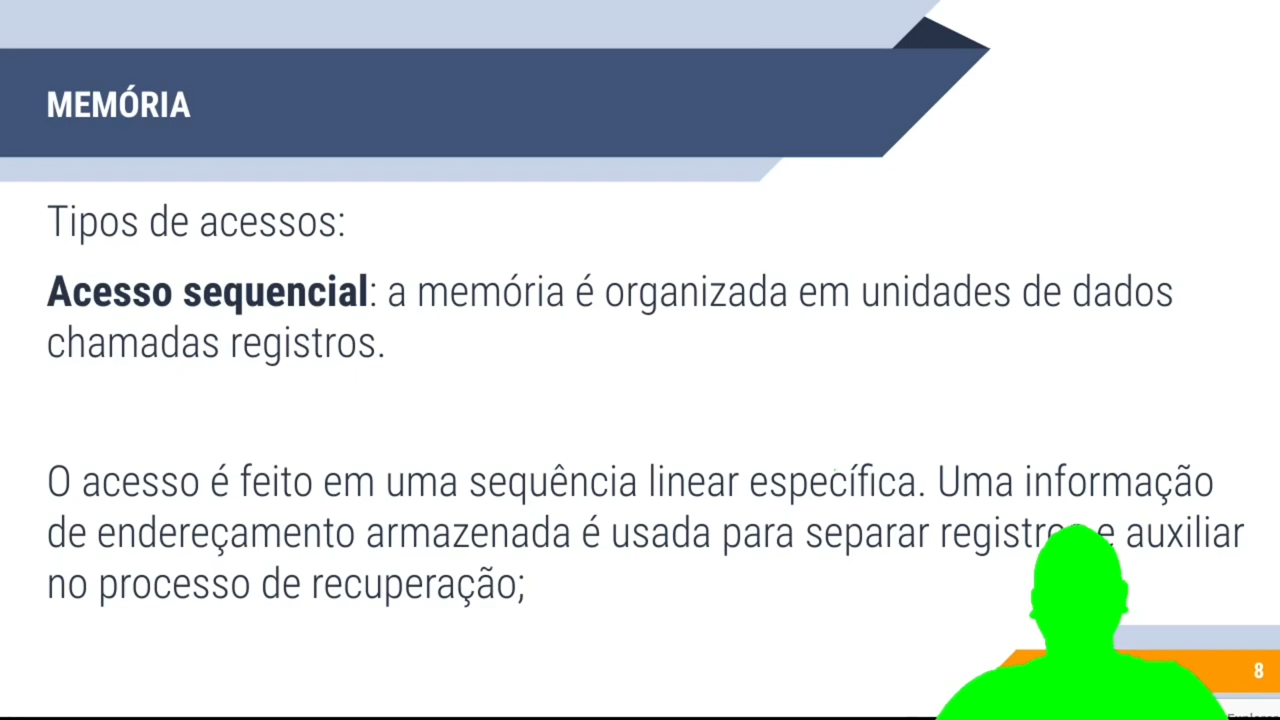 MEMÓRIA
Tipos de acessos:
Acesso sequencial: a memória é organizada em unidades de dados
chamadas registros.
O acesso é feito em uma sequência linear específica. Uma informação
de endereçamento armazenada é usada para separar registros e auxiliar
no processo de recuperação;
8